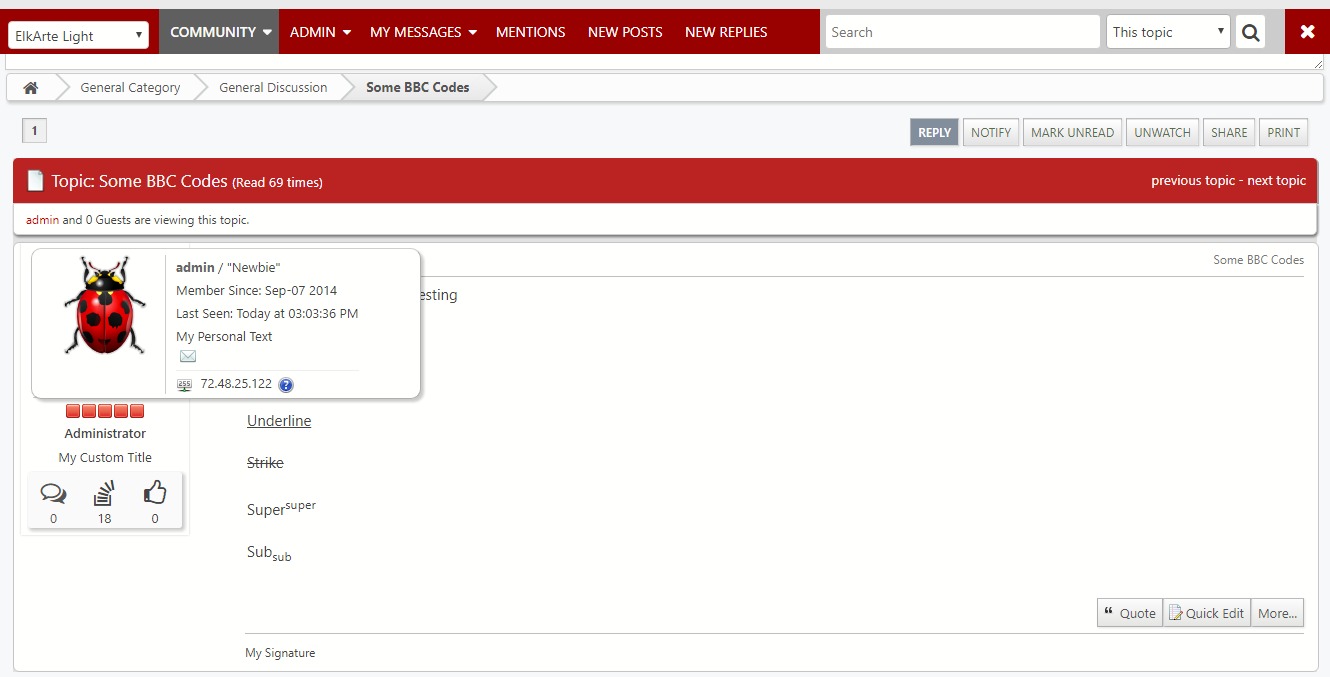 ElkArte Light COMMUNITY ADMIN MY MESSAGES MENTIONS NEW POSTS NEW REPLIES Search This topic
General Category General Discussion Some BBC Codes
1 REPLY NOTIFY MARK UNREAD UNWATCH SHARE PRINT
Topic: Some BBC Codes (Read 69 times) previous topic - next topic
admin and 0 Guests are viewing this topic.
Some BBC Codes
admin / "Newbie"
Member Since: Sep-07 2014
esting
Last Seen: Today at 03:03:36 PM
My Personal Text
255 72.48.25.122 ?
Underline
Administrator
My Custom Title
Strike
Supersuper
0 18 0
Subsub
Quote Quick Edit More...
My Signature